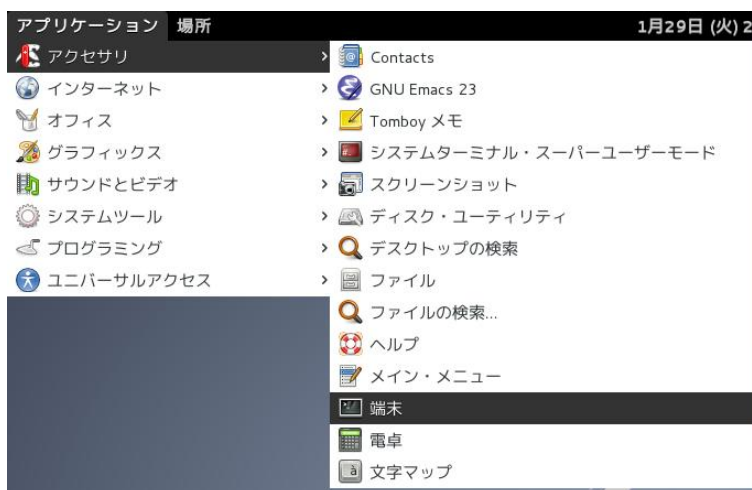 アプリケーション 場所 1月29日 (火) 2
アクセサリ
インターネット
オフィス
グラフィックス
サウンドとビデオ
システムツール
プログラミング
ユニバーサルアクセス
Contacts
GNU Emacs 23
Tomboy メモ
システムターミナル・スーパーユーザーモード
スクリーンショット
ディスク・ユーティリティ
デスクトップの検索
ファイル
ファイルの検索...
ヘルプ
メイン・メニュー
端末
電卓
文字マップ